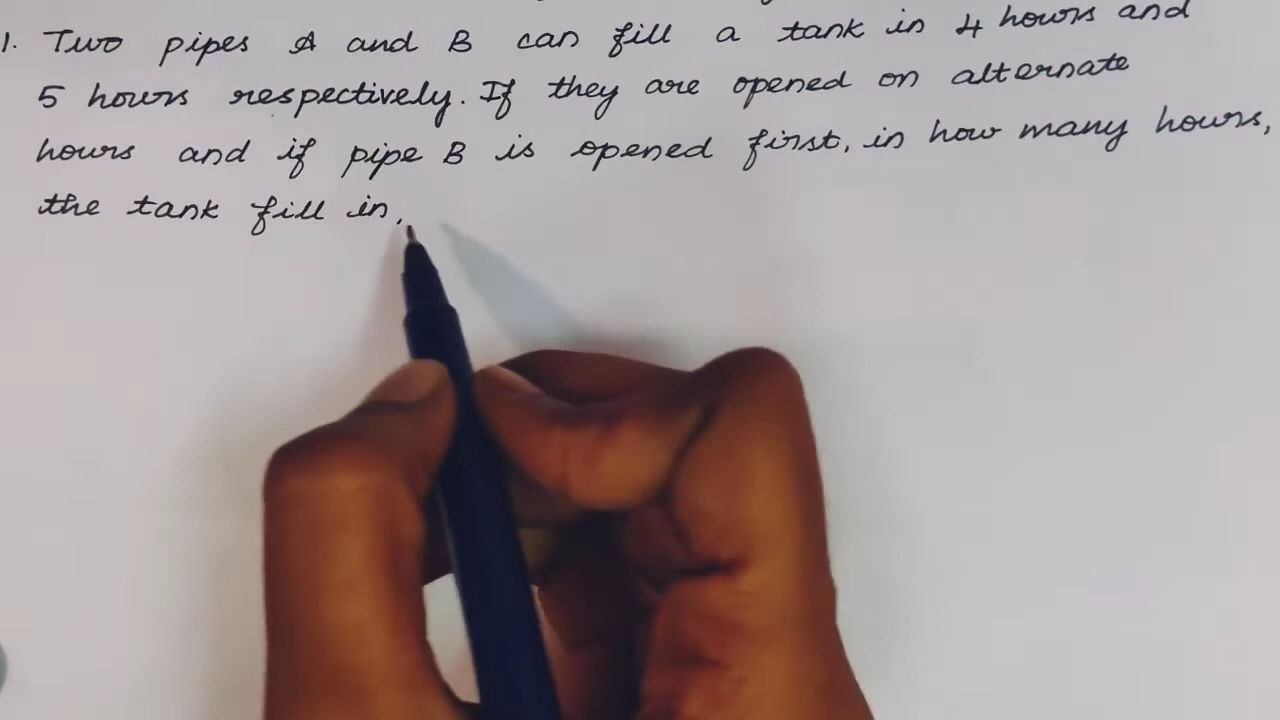 1. Two pipes A and B can fill a tank in 4 hours and
5 hours respectively. If they are opened on alternate
hours and if pipe B is opened first, in how many hours,
the tank fill in.